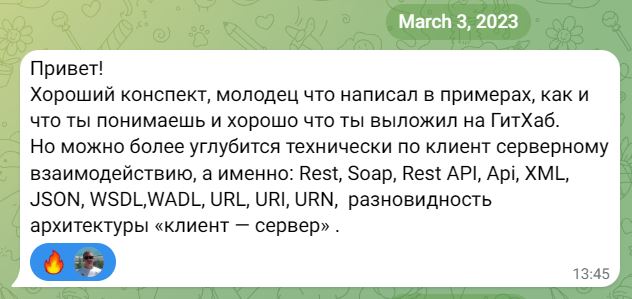 March 3, 2023
Привет!
Хороший конспект, молодец что написал в примерах, как и
что ты понимаешь и хорошо что ты выложил на ГитХаб.
Но можно более углубится технически по клиент серверному
взаимодействию, а именно: Rest, Soap, Rest API, Api, XML,
JSON, WSDL,WADL, URL, URI, URN,  разновидность
архитектуры «клиент — сервер» .
13:45